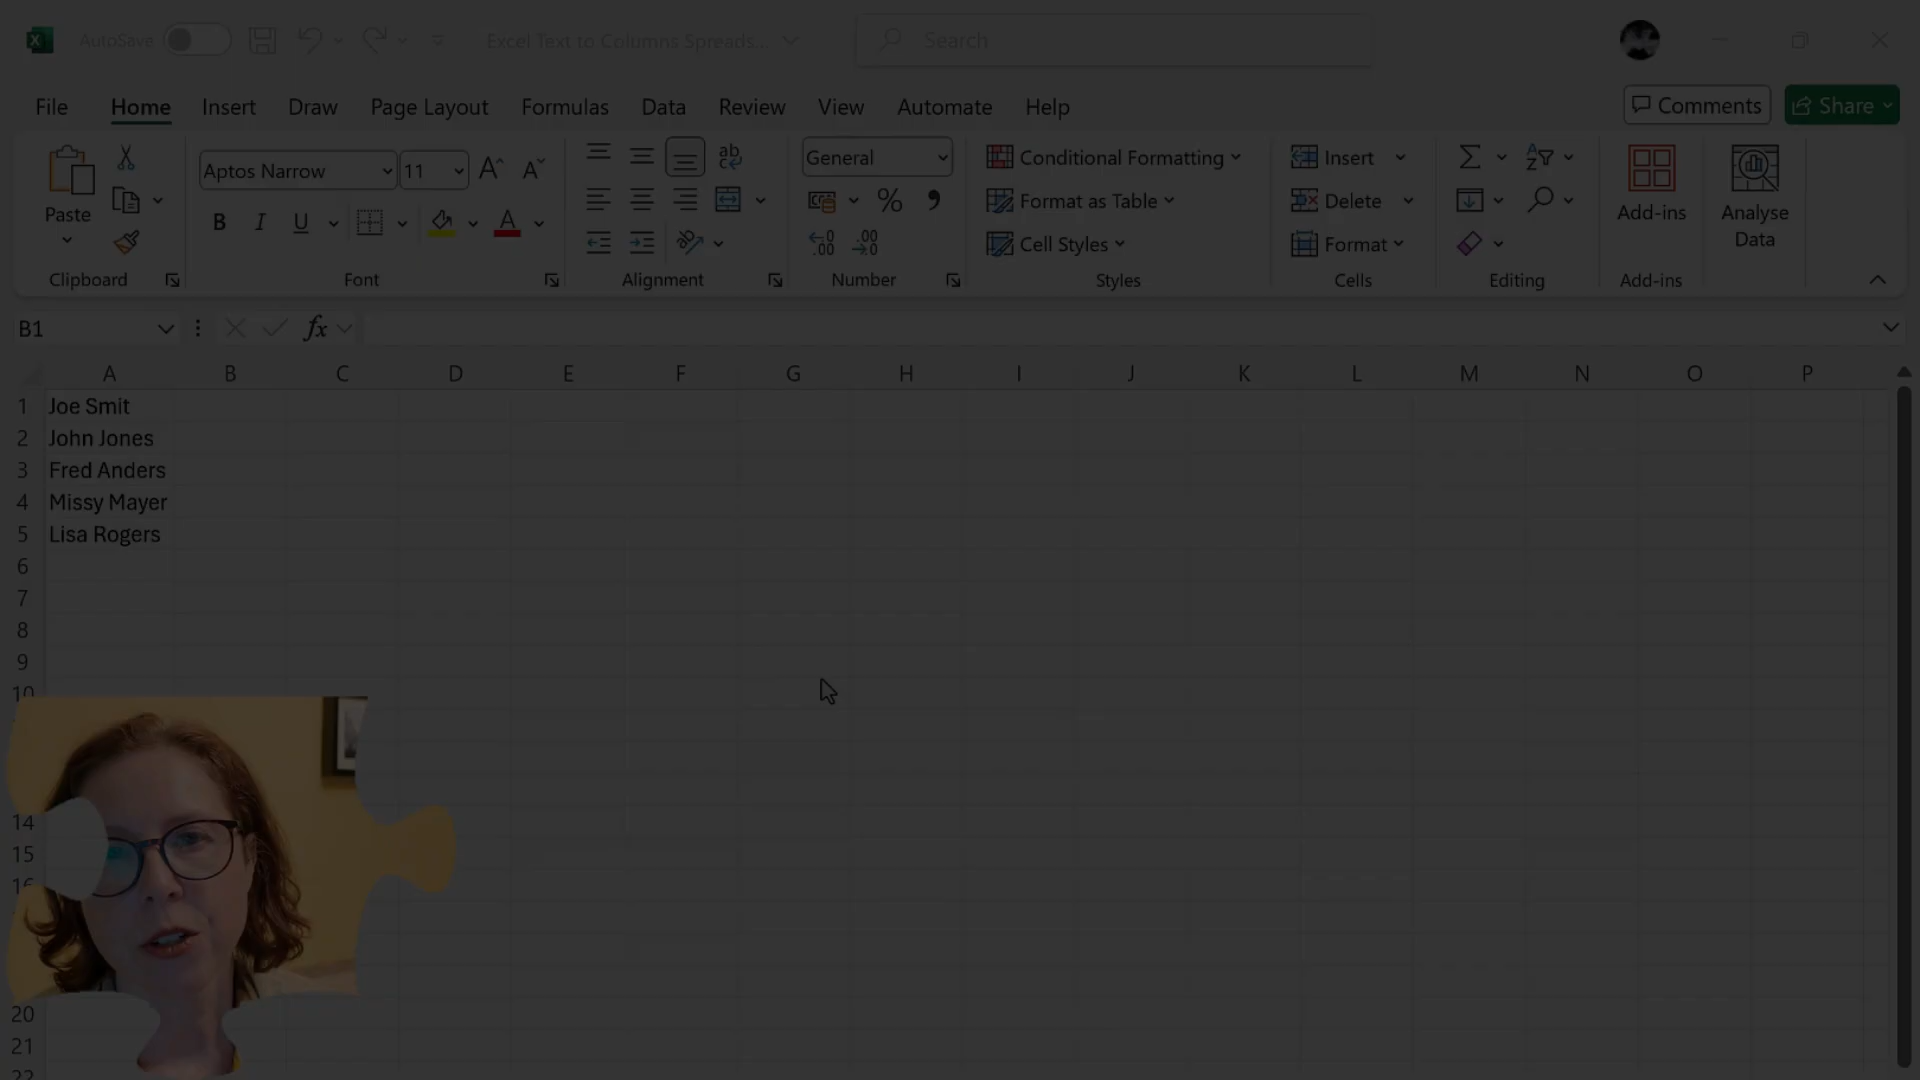 AutoSave
Excel Text to Columns Spreads...
Search
File Home Insert Draw Page Layout Formulas Data Review View Automate Help
Comments
Share
Paste
Clipboard
Aptos Narrow 11
B I U
Font
ab
Alignment
General
% 
Number
Conditional Formatting
Format as Table
Cell Styles
Styles
Insert
Delete
Format
Cells
Editing
Add-ins
Add-ins
Analyse
Data
B1
fx
A B C D E F G H I J K L M N O P
1 Joe Smit
2 John Jones
3 Fred Anders
4 Missy Mayer
5 Lisa Rogers
6
7
8
9
10
14
15
16
20
21
22